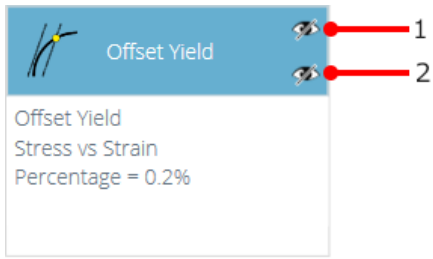 Offset Yield
1
2
Offset Yield
Stress vs Strain
Percentage = 0.2%